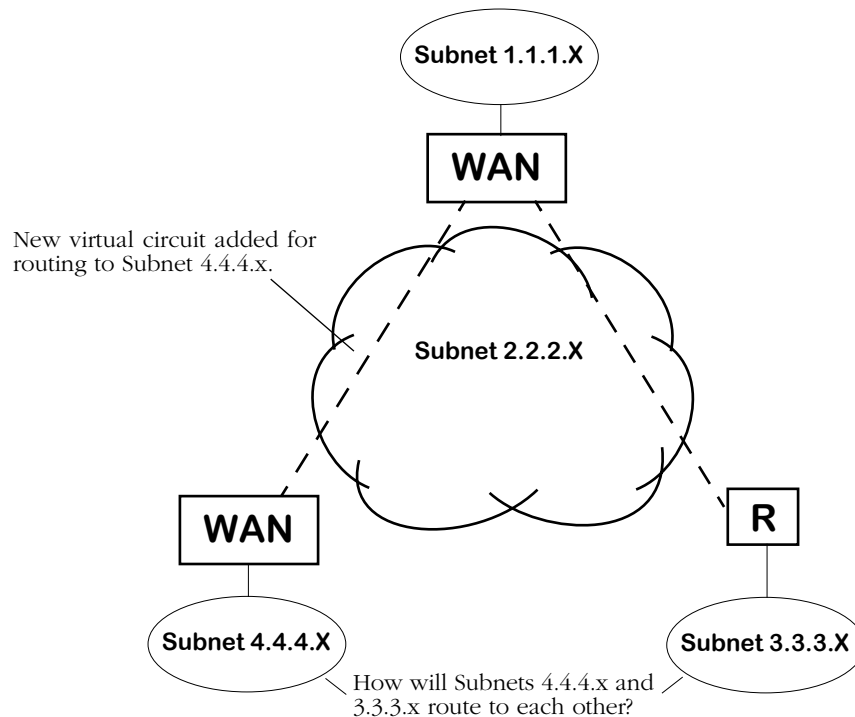 Subnet 1.1.1.X
WAN
New virtual circuit added for
routing to Subnet 4.4.4.x.
Subnet 2.2.2.X
WAN
R
Subnet 4.4.4.X
Subnet 3.3.3.X
How will Subnets 4.4.4.x and
3.3.3.x route to each other?